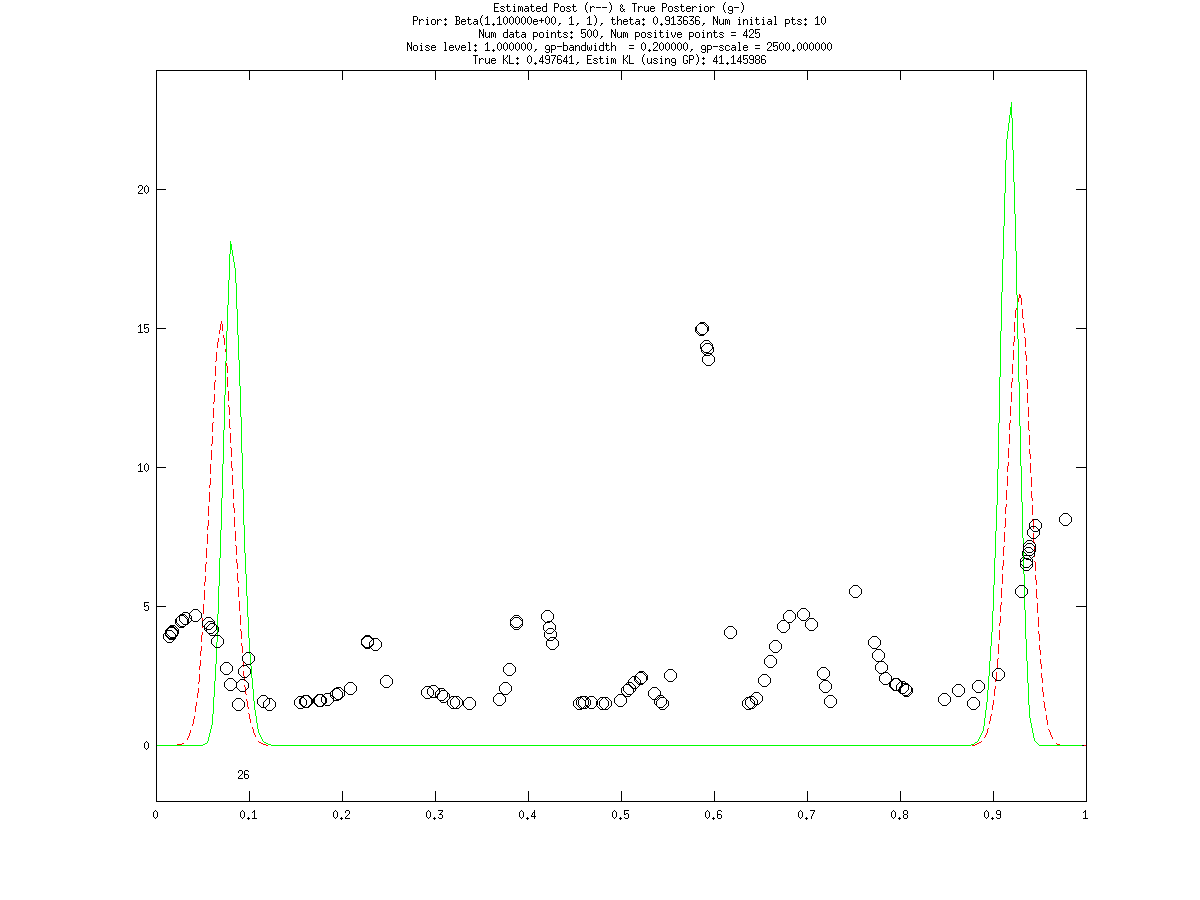 Estimated Post (r--) & True Posterior (g-)
Prior: Beta(1.100000e+00, 1, 1), theta: 0.913636, Num initial pts: 10
Num data points: 500, Num positive points = 425
Noise level: 1.000000, gp-bandwidth  = 0.200000, gp-scale = 2500.000000
True KL: 0.497641, Estim KL (using GP): 41.145986
20
15
10
5
0
26
0 0.1 0.2 0.3 0.4 0.5 0.6 0.7 0.8 0.9 1